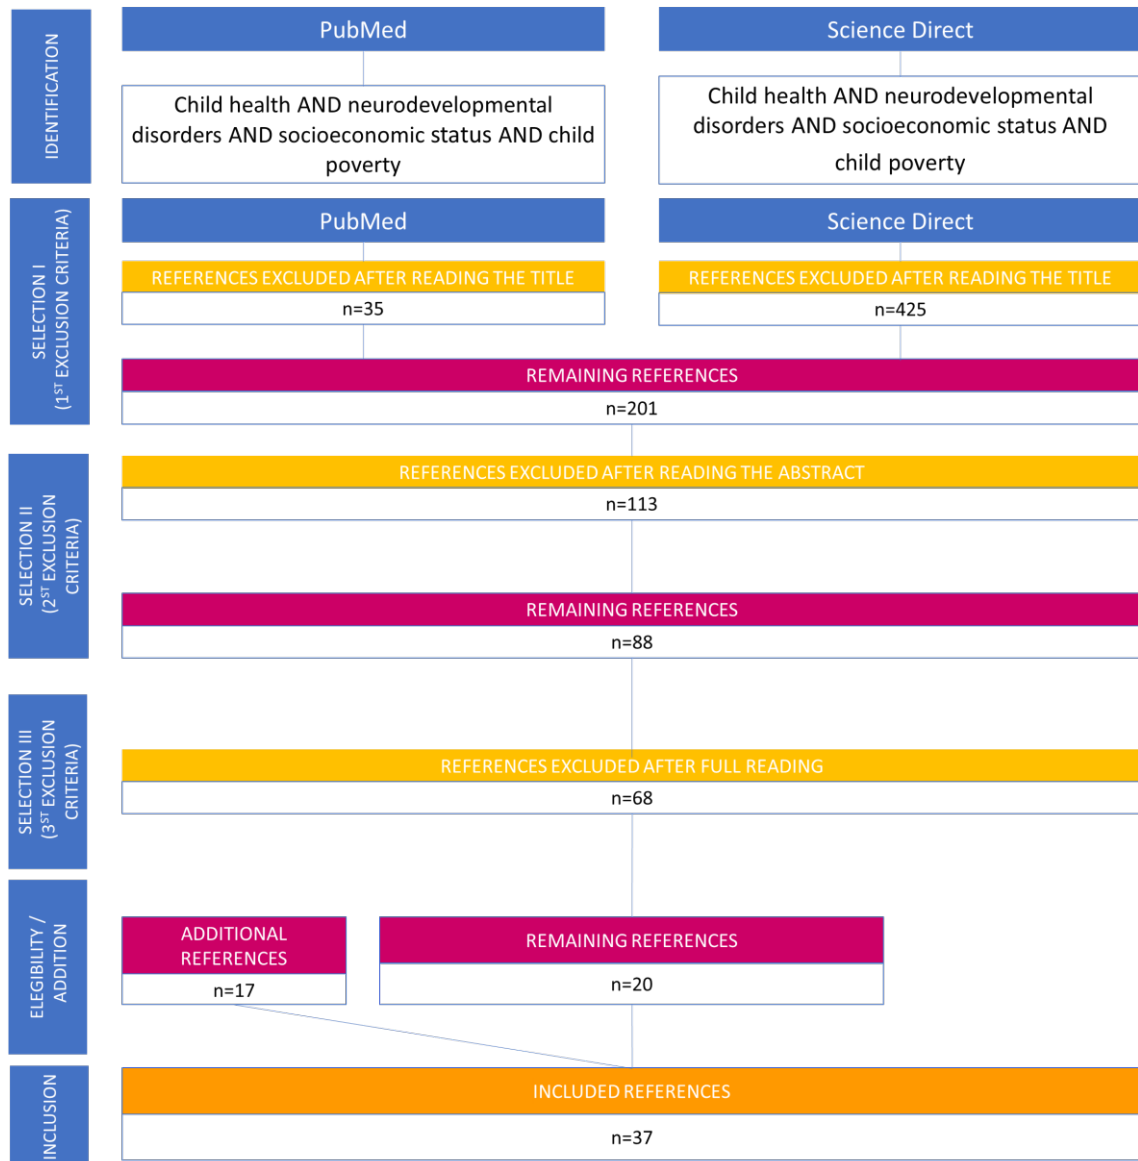 IDENTIFICATION
PubMed
Science Direct
Child health AND neurodevelopmental
disorders AND socioeconomic status AND child
poverty
Child health AND neurodevelopmental
disorders AND socioeconomic status AND
child poverty
SELECTION I
(1ST EXCLUSION CRITERIA)
PubMed
Science Direct
REFERENCES EXCLUDED AFTER READING THE TITLE
n=35
REFERENCES EXCLUDED AFTER READING THE TITLE
n=425
REMAINING REFERENCES
n=201
SELECTION II
(2ST EXCLUSION
CRITERIA)
REFERENCES EXCLUDED AFTER READING THE ABSTRACT
n=113
REMAINING REFERENCES
n=88
SELECTION III
(3ST EXCLUSION
CRITERIA)
REFERENCES EXCLUDED AFTER FULL READING
n=68
ELEGIBILITY /
ADDITION
ADDITIONAL
REFERENCES
n=17
REMAINING REFERENCES
n=20
INCLUSION
INCLUDED REFERENCES
n=37